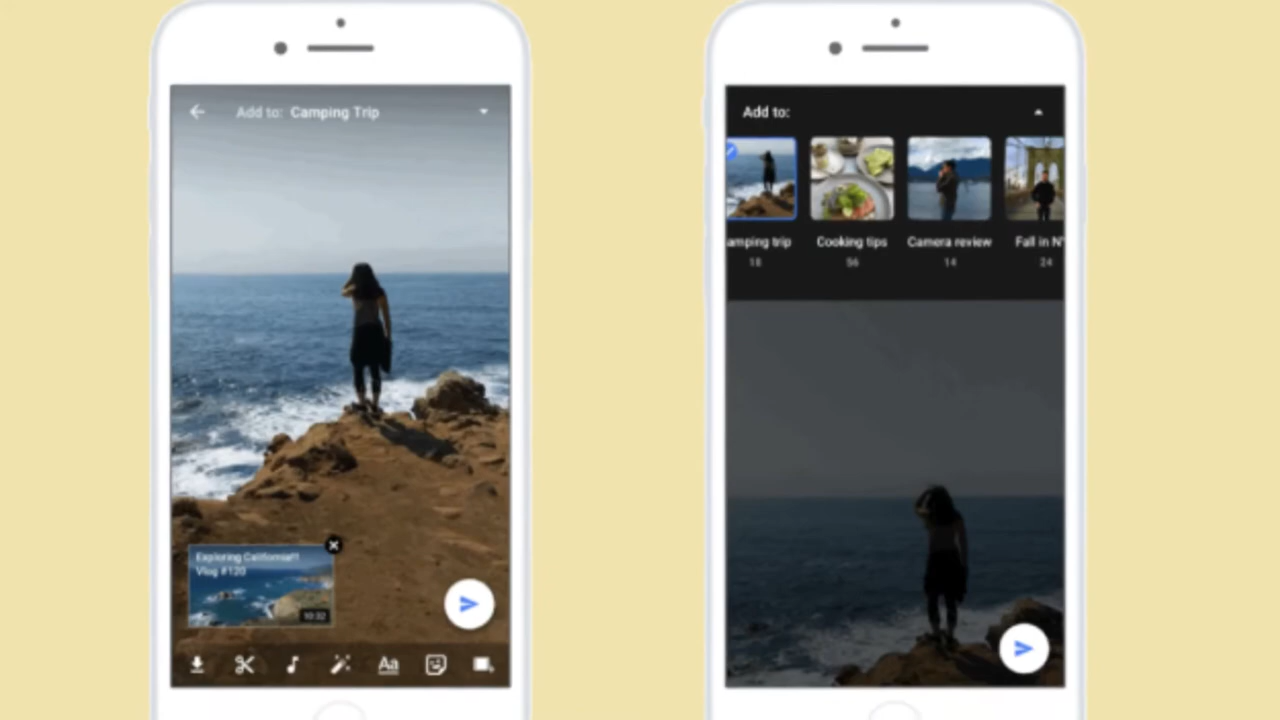 Add to: Camping Trip
Exploring California!!
Vlog #120
10:32
Aa
Add to:
amping trip
18
Cooking tips
56
Camera review
14
Fall in N
24